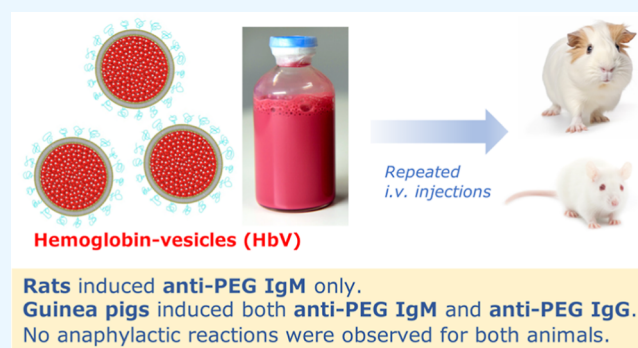 Repeated
i.v. injections
Hemoglobin-vesicles (HbV)
Rats induced anti-PEG IgM only.
Guinea pigs induced both anti-PEG IgM and anti-PEG IgG.
No anaphylactic reactions were observed for both animals.